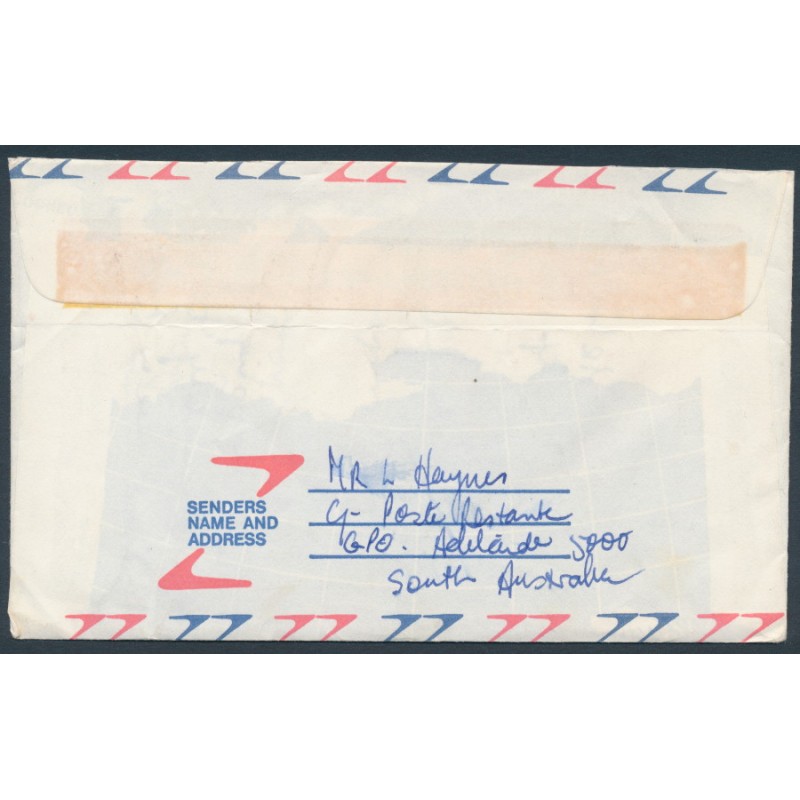 SENDERS
NAME AND
ADDRESS
MR L Haynes
C/- Poste Restante
GPO. Adelaide 5000
South Australia